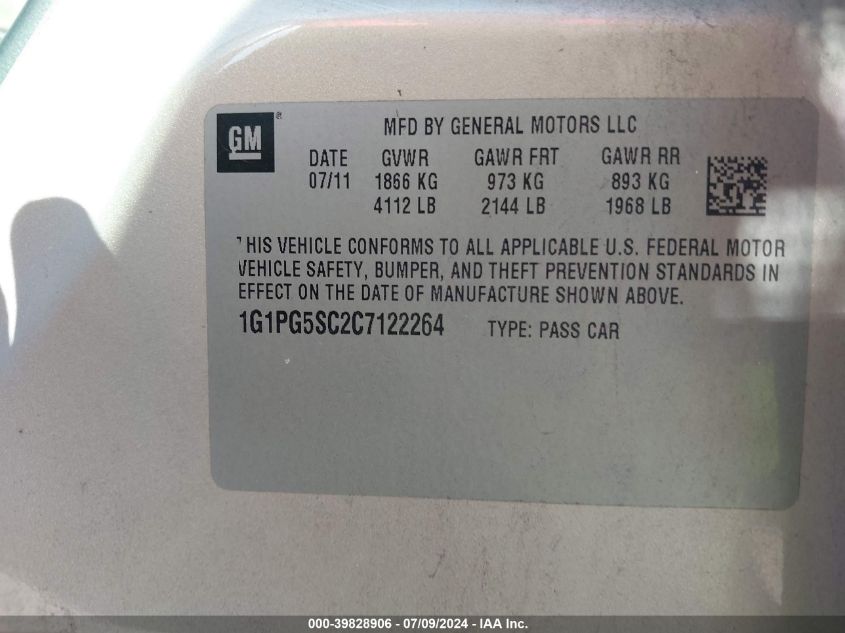 GM ®
MFD BY GENERAL MOTORS LLC
DATE GVWR GAWR FRT GAWR RR
07/11 1866 KG 973 KG 893 KG
4112 LB 2144 LB 1968 LB
THIS VEHICLE CONFORMS TO ALL APPLICABLE U.S. FEDERAL MOTOR
VEHICLE SAFETY, BUMPER, AND THEFT PREVENTION STANDARDS IN
EFFECT ON THE DATE OF MANUFACTURE SHOWN ABOVE.
1G1PG5SC2C7122264 TYPE: PASS CAR
000-39828906 - 07/09/2024 - IAA Inc.